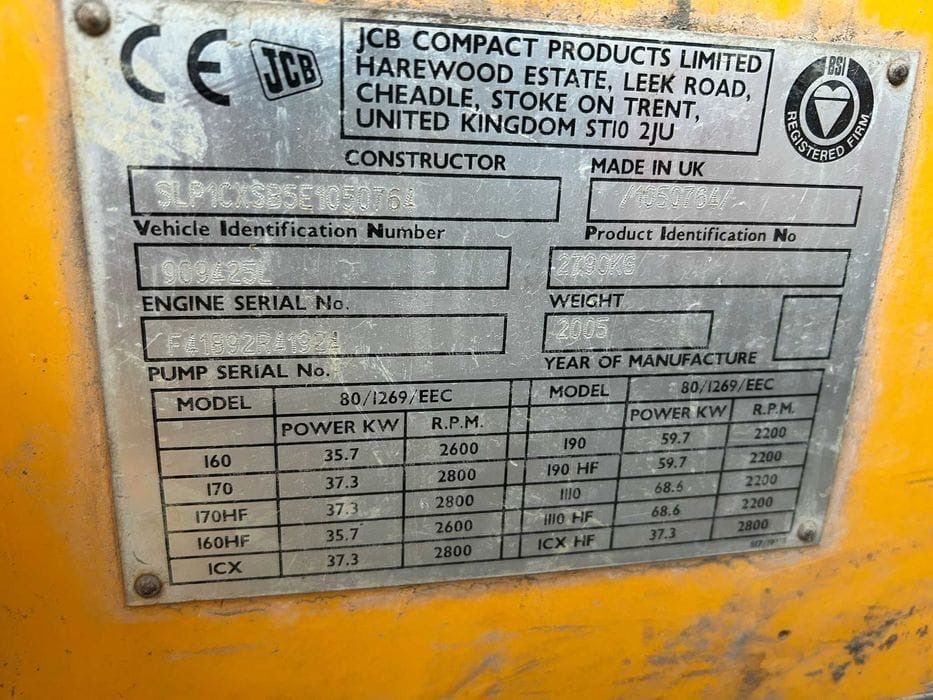 CE JCB
JCB COMPACT PRODUCTS LIMITED
HAREWOOD ESTATE, LEEK ROAD,
CHEADLE, STOKE ON TRENT,
UNITED KINGDOM ST10 2JU
BSI
REGISTERED FIRM
CONSTRUCTOR MADE IN UK
SLP1CXSB5E1050764 /1050764/
Vehicle Identification Number Product Identification No
909425L 2790KG
ENGINE SERIAL No. WEIGHT
F41892R41924 2005
PUMP SERIAL No. YEAR OF MANUFACTURE
MODEL 80/1269/EEC MODEL 80/1269/EEC
POWER KW R.P.M. POWER KW R.P.M.
160 35.7 2600 190 59.7 2200
170 37.3 2800 190 HF 59.7 2200
170HF 37.3 2800 1110 68.6 2200
160HF 35.7 2600 1110 HF 68.6 2200
1CX 37.3 2800 1CX HF 37.3 2800